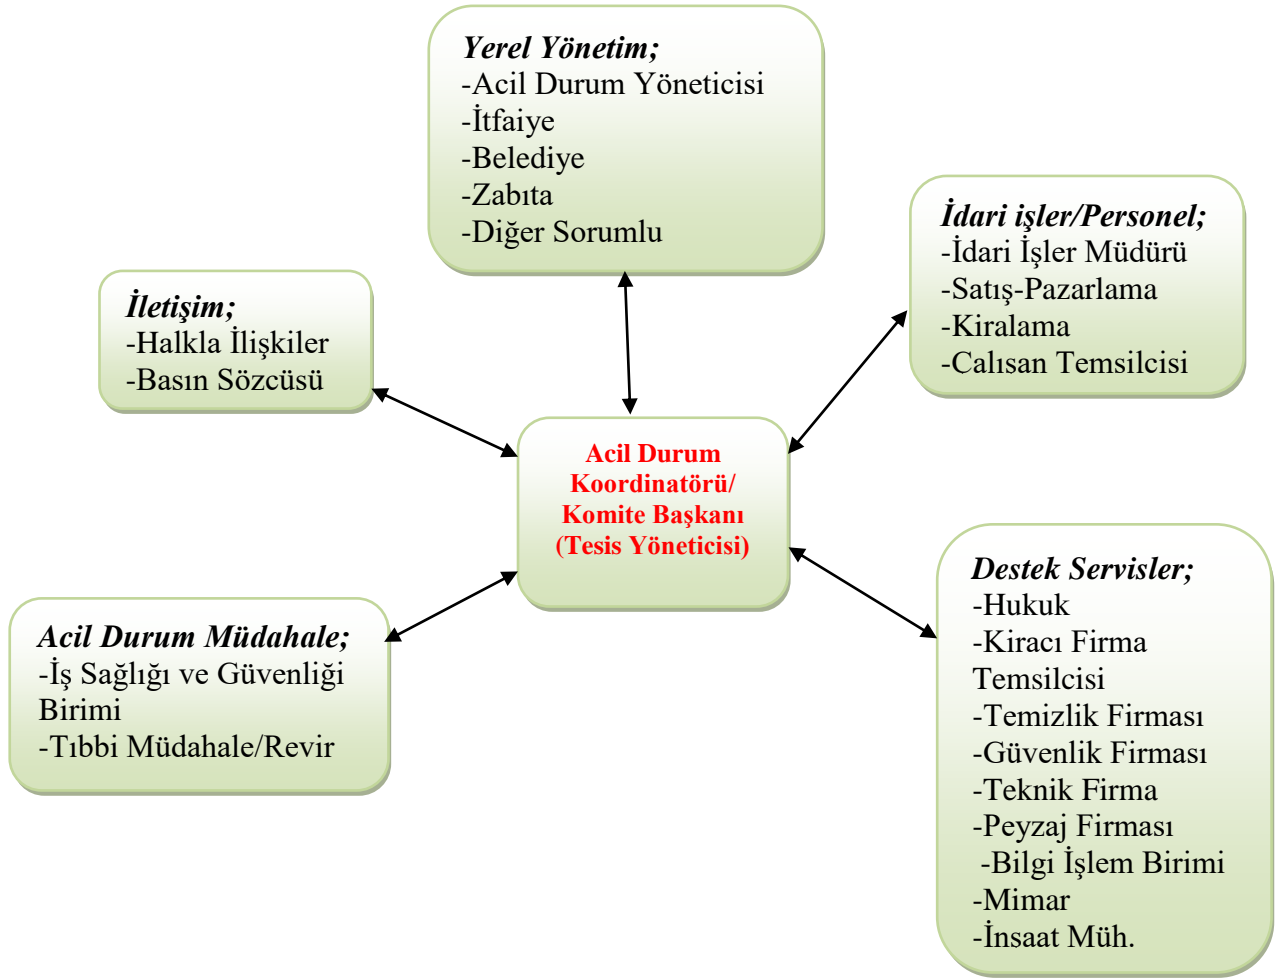 Yerel Yönetim;
-Acil Durum Yöneticisi
-İtfaiye
-Belediye
-Zabıta
-Diğer Sorumlu
İdari işler/Personel;
-İdari İşler Müdürü
-Satış-Pazarlama
-Kiralama
-Calısan Temsilcisi
İletişim;
-Halkla İlişkiler
-Basın Sözcüsü
Acil Durum
Koordinatörü/
Komite Başkanı
(Tesis Yöneticisi)
Acil Durum Müdahale;
-İş Sağlığı ve Güvenliği
Birimi
-Tıbbi Müdahale/Revir
Destek Servisler;
-Hukuk
-Kiracı Firma
Temsilcisi
-Temizlik Firması
-Güvenlik Firması
-Teknik Firma
-Peyzaj Firması
-Bilgi İşlem Birimi
-Mimar
-İnsaat Müh.